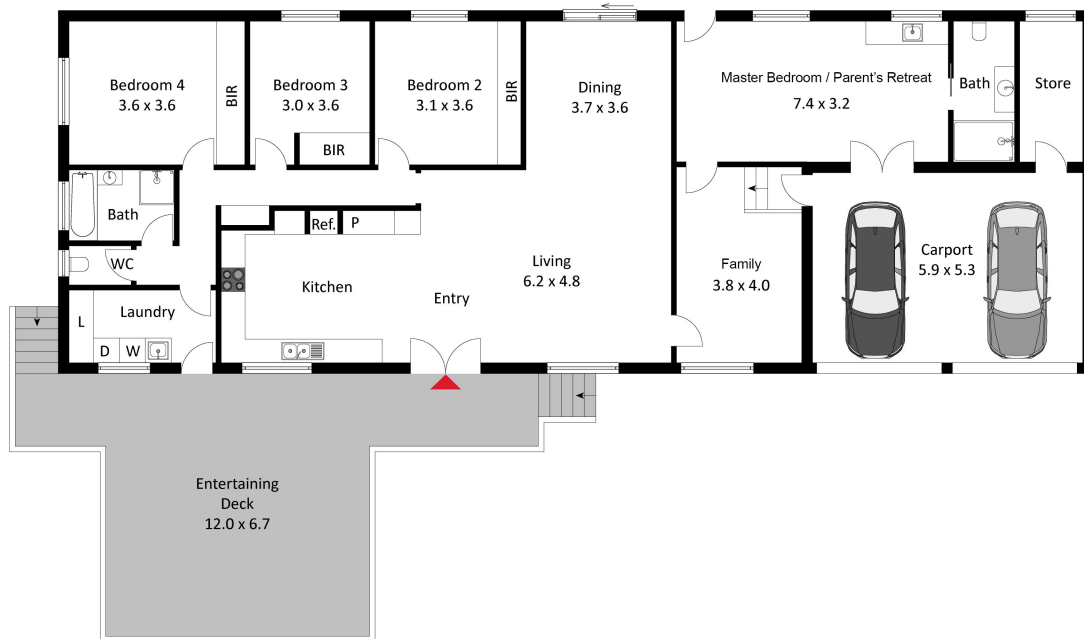 Bedroom 4
3.6 x 3.6
BIR
Bedroom 3
3.0 x 3.6
BIR
Bedroom 2
3.1 x 3.6
BIR
Dining
3.7 x 3.6
Master Bedroom / Parent's Retreat
7.4 x 3.2
Bath
Store
Bath
WC
Ref.
P
Kitchen
Entry
Living
6.2 x 4.8
Family
3.8 x 4.0
Carport
5.9 x 5.3
L
Laundry
D
W
Entertaining
Deck
12.0 x 6.7